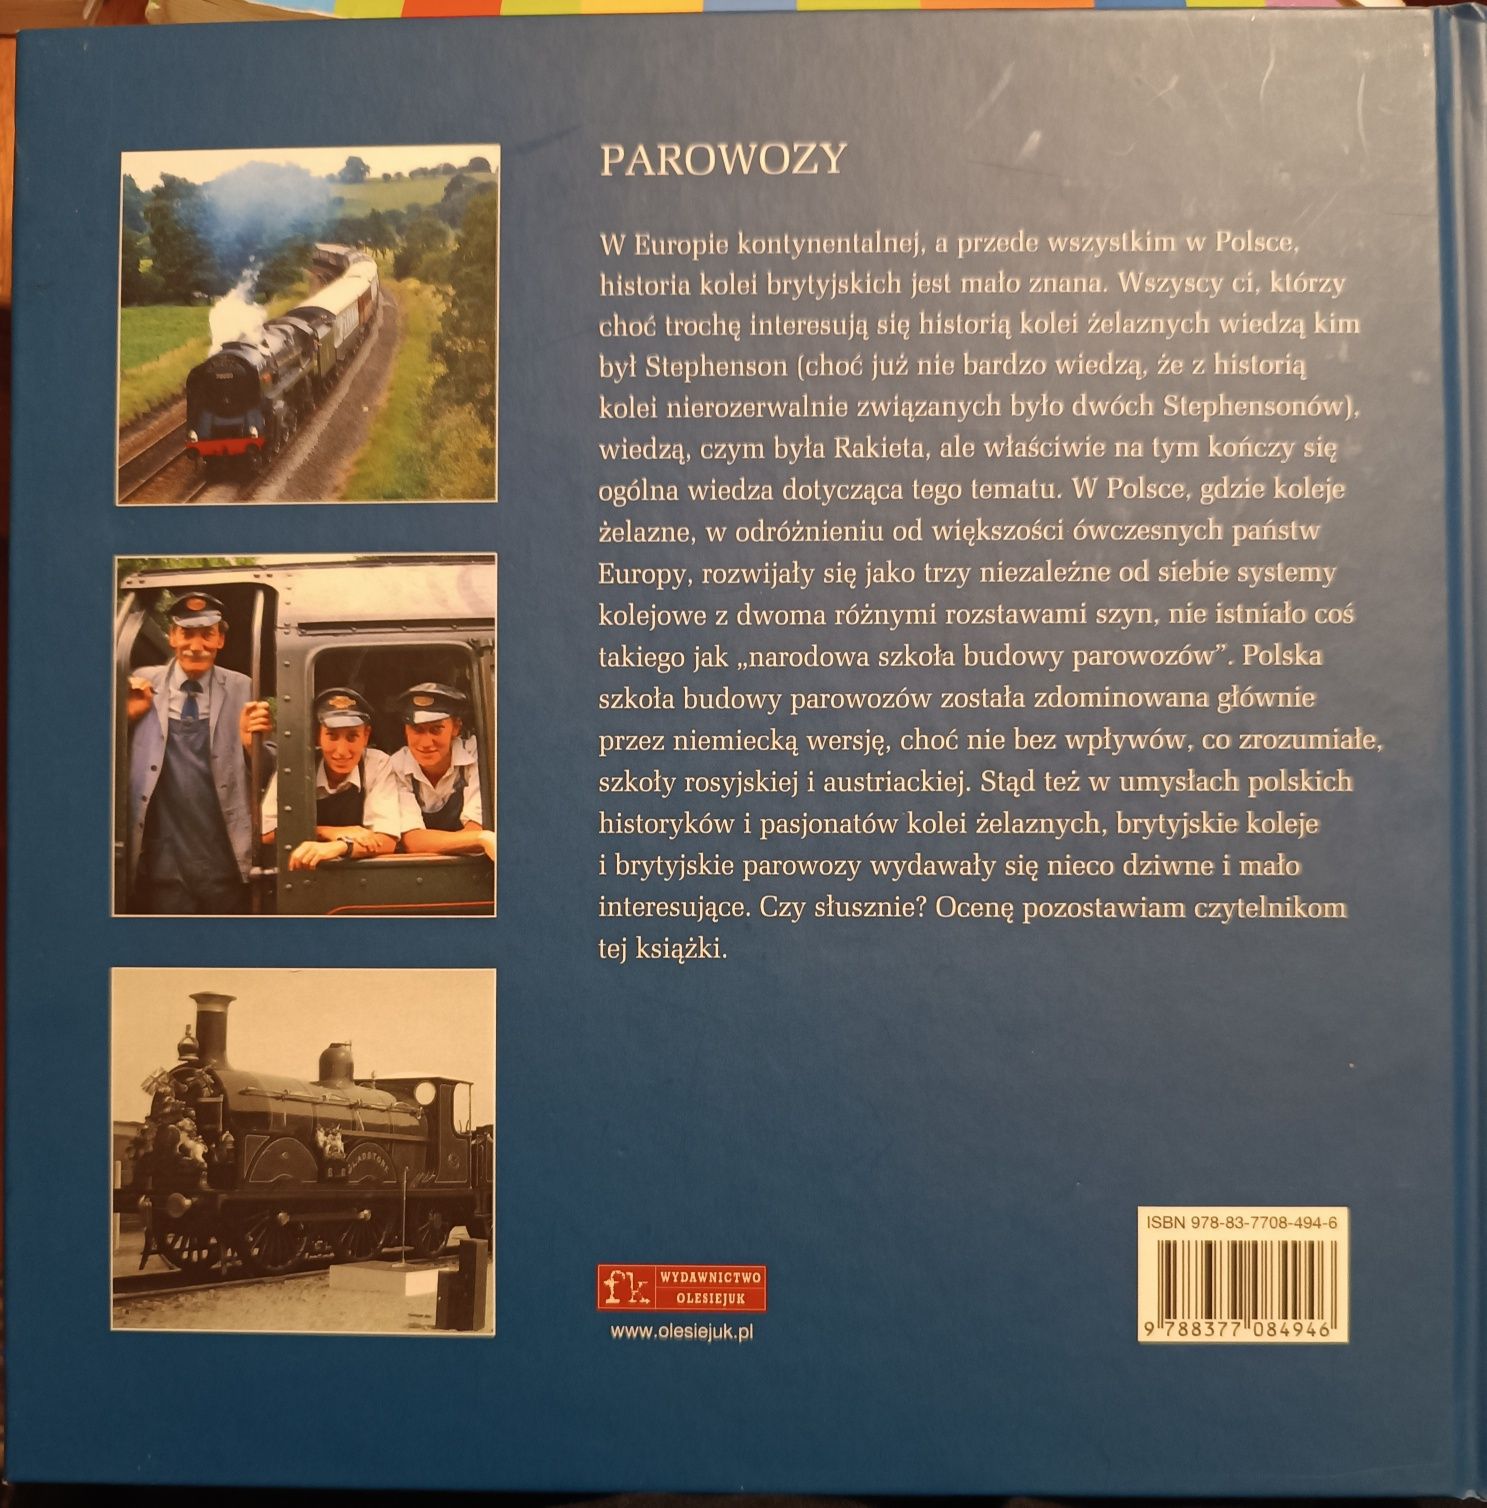 PAROWOZY
W Europie kontynentalnej, a przede wszystkim w Polsce,
historia kolei brytyjskich jest mało znana. Wszyscy ci, którzy
choć trochę interesują się historią kolei żelaznych wiedzą kim
był Stephenson (choć już nie bardzo wiedzą, że z historią
kolei nierozerwalnie związanych było dwóch Stephensonów),
wiedzą, czym była Rakieta, ale właściwie na tym kończy się
ogólna wiedza dotycząca tego tematu. W Polsce, gdzie koleje
żelazne, w odróżnieniu od większości ówczesnych państw
Europy, rozwijały się jako trzy niezależne od siebie systemy
kolejowe z dwoma różnymi rozstawami szyn, nie istniało coś
takiego jak „narodowa szkoła budowy parowozów”. Polska
szkoła budowy parowozów została zdominowana głównie
przez niemiecką wersję, choć nie bez wpływów, co zrozumiałe,
szkoły rosyjskiej i austriackiej. Stąd też w umysłach polskich
historyków i pasjonatów kolei żelaznych, brytyjskie koleje
i brytyjskie parowozy wydawały się nieco dziwne i mało
interesujące. Czy słusznie? Ocenę pozostawiam czytelnikom
tej książki.
GLADSTONE
fk WYDAWNICTWO
OLESIEJUK
www.olesiejuk.pl
ISBN 978-83-7708-494-6
9 788377 084946